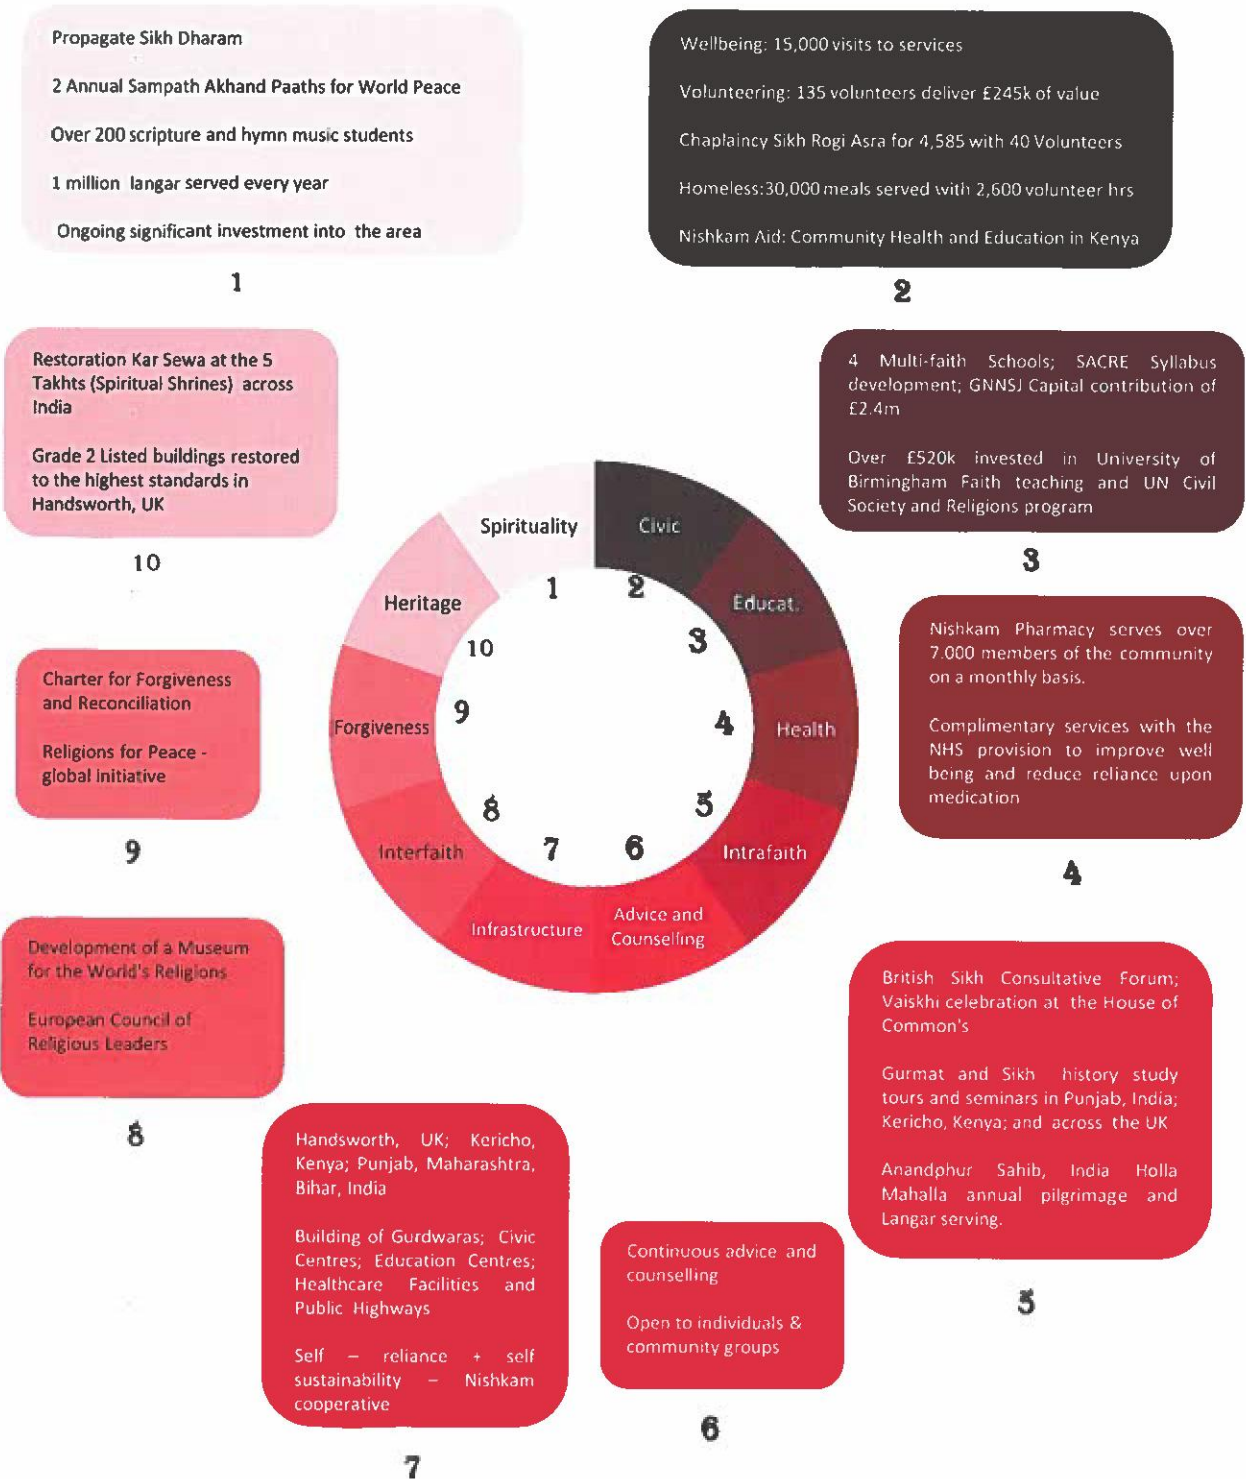 Propagate Sikh Dharam
2 Annual Sampath Akhand Paaths for World Peace
Over 200 scripture and hymn music students
1 million langar served every year
Ongoing significant investment into the area
1
Wellbeing: 15,000 visits to services
Volunteering: 135 volunteers deliver £245k of value
Chaplaincy Sikh Rogi Asra for 4,585 with 40 Volunteers
Homeless:30,000 meals served with 2,600 volunteer hrs
Nishkam Aid: Community Health and Education in Kenya
2
Restoration Kar Sewa at the 5
Takhts (Spiritual Shrines) across
India
Grade 2 Listed buildings restored
to the highest standards in
Handsworth, UK
10
4 Multi-faith Schools; SACRE Syllabus
development; GNNSJ Capital contribution of
£2.4m
Over £520k invested in University of
Birmingham Faith teaching and UN Civil
Society and Religions program
3
Spirituality
Civic
Educat.
Health
Intrafaith
Advice and
Counselling
Infrastructure
Interfaith
Forgiveness
Heritage
1
2
3
4
5
6
7
8
9
10
Nishkam Pharmacy serves over
7.000 members of the community
on a monthly basis.
Complimentary services with the
NHS provision to improve well
being and reduce reliance upon
medication
4
Charter for Forgiveness
and Reconciliation
Religions for Peace -
global initiative
9
Development of a Museum
for the World's Religions
European Council of
Religious Leaders
8
British Sikh Consultative Forum;
Vaiskhi celebration at the House of
Common's
Gurmat and Sikh history study
tours and seminars in Punjab, India;
Kericho, Kenya; and across the UK
Anandphur Sahib, India Holla
Mahalla annual pilgrimage and
Langar serving.
5
Handsworth, UK; Kericho,
Kenya; Punjab, Maharashtra,
Bihar, India
Building of Gurdwaras; Civic
Centres; Education Centres;
Healthcare Facilities and
Public Highways
Self – reliance + self
sustainability – Nishkam
cooperative
7
Continuous advice and
counselling
Open to individuals &
community groups
6